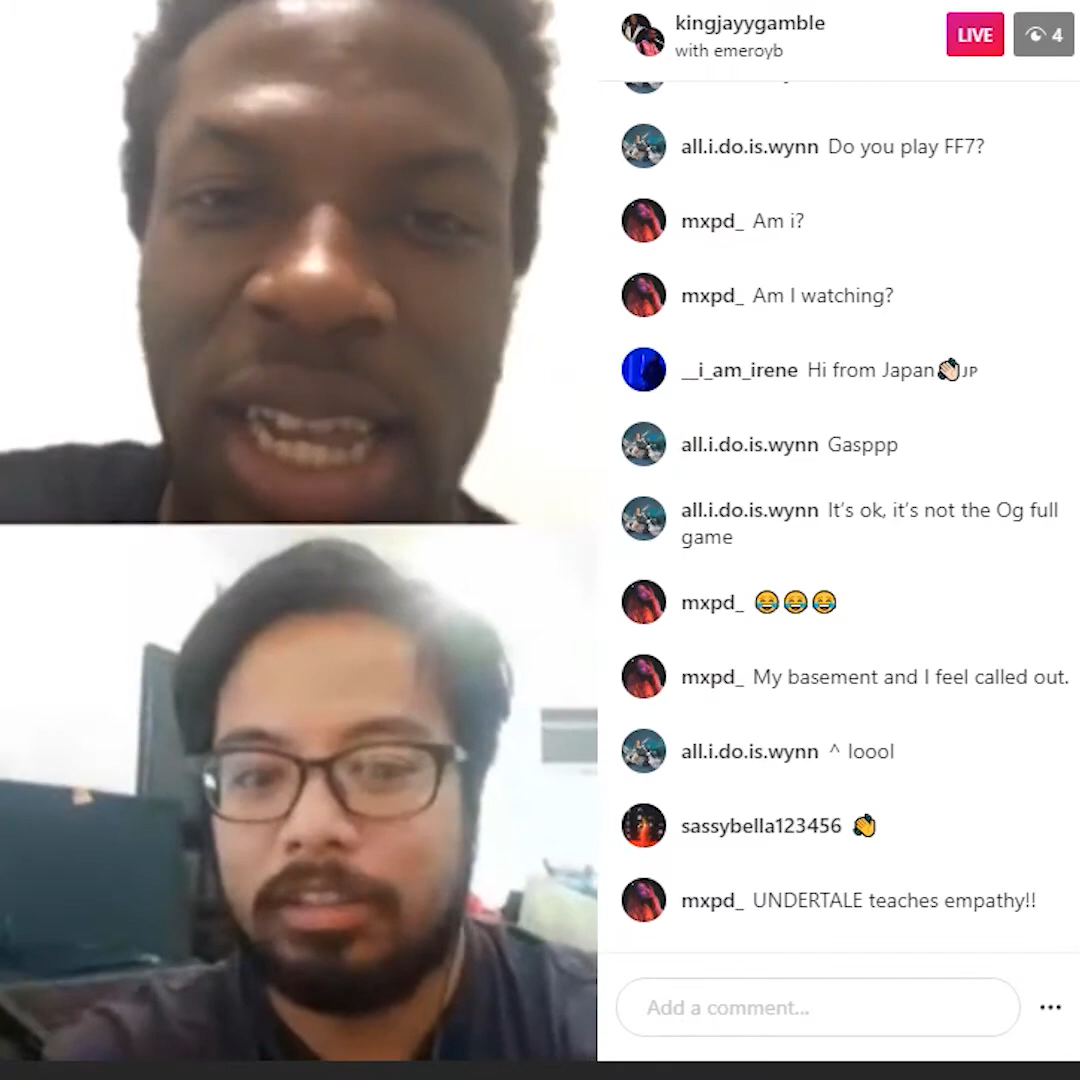 kingjayygamble
with emeroyb
LIVE
4
all.i.do.is.wynn Do you play FF7?
mxpd_ Am i?
mxpd_ Am I watching?
__i_am_irene Hi from Japan👋🏻JP
all.i.do.is.wynn Gasppp
all.i.do.is.wynn It’s ok, it’s not the Og full
game
mxpd_ 😂😂😂
mxpd_ My basement and I feel called out.
all.i.do.is.wynn ^ loool
sassybella123456 👏
mxpd_ UNDERTALE teaches empathy!!
Add a comment...